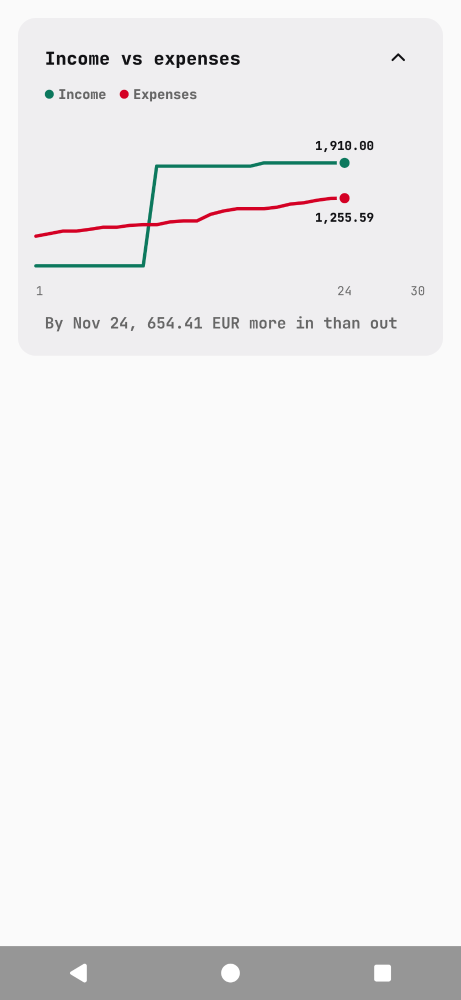 Income vs expenses
Income Expenses
1,910.00
1,255.59
1 24 30
By Nov 24, 654.41 EUR more in than out